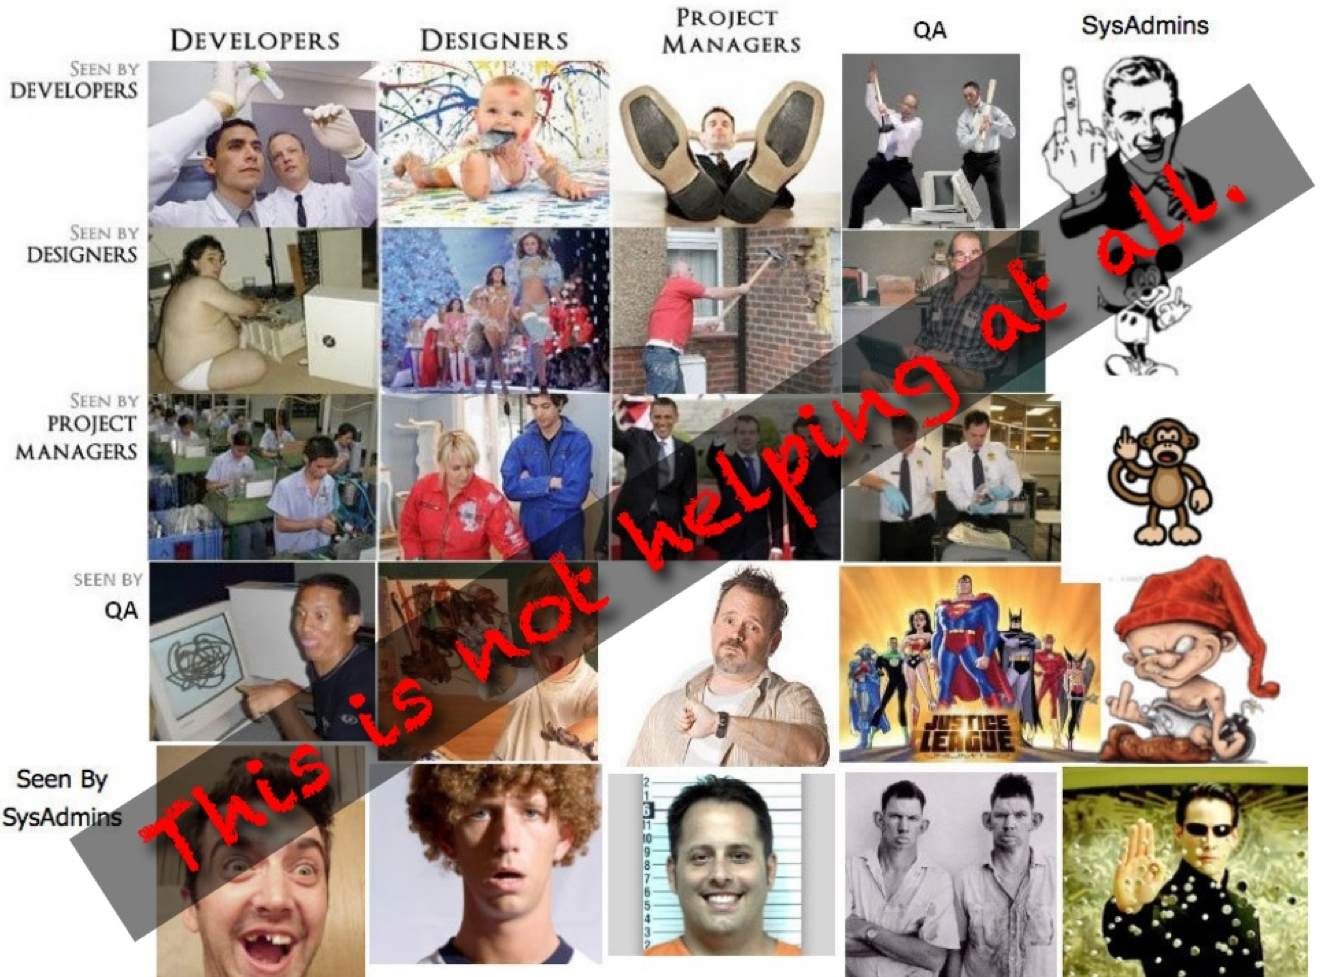 DEVELOPERS
DESIGNERS
PROJECT
MANAGERS
QA
SysAdmins
SEEN BY
DEVELOPERS
SEEN BY
DESIGNERS
SEEN BY
PROJECT
MANAGERS
SEEN BY
QA
JUSTICE
LEAGUE
UNLIMITED
Seen By
SysAdmins
This is not helping at all.